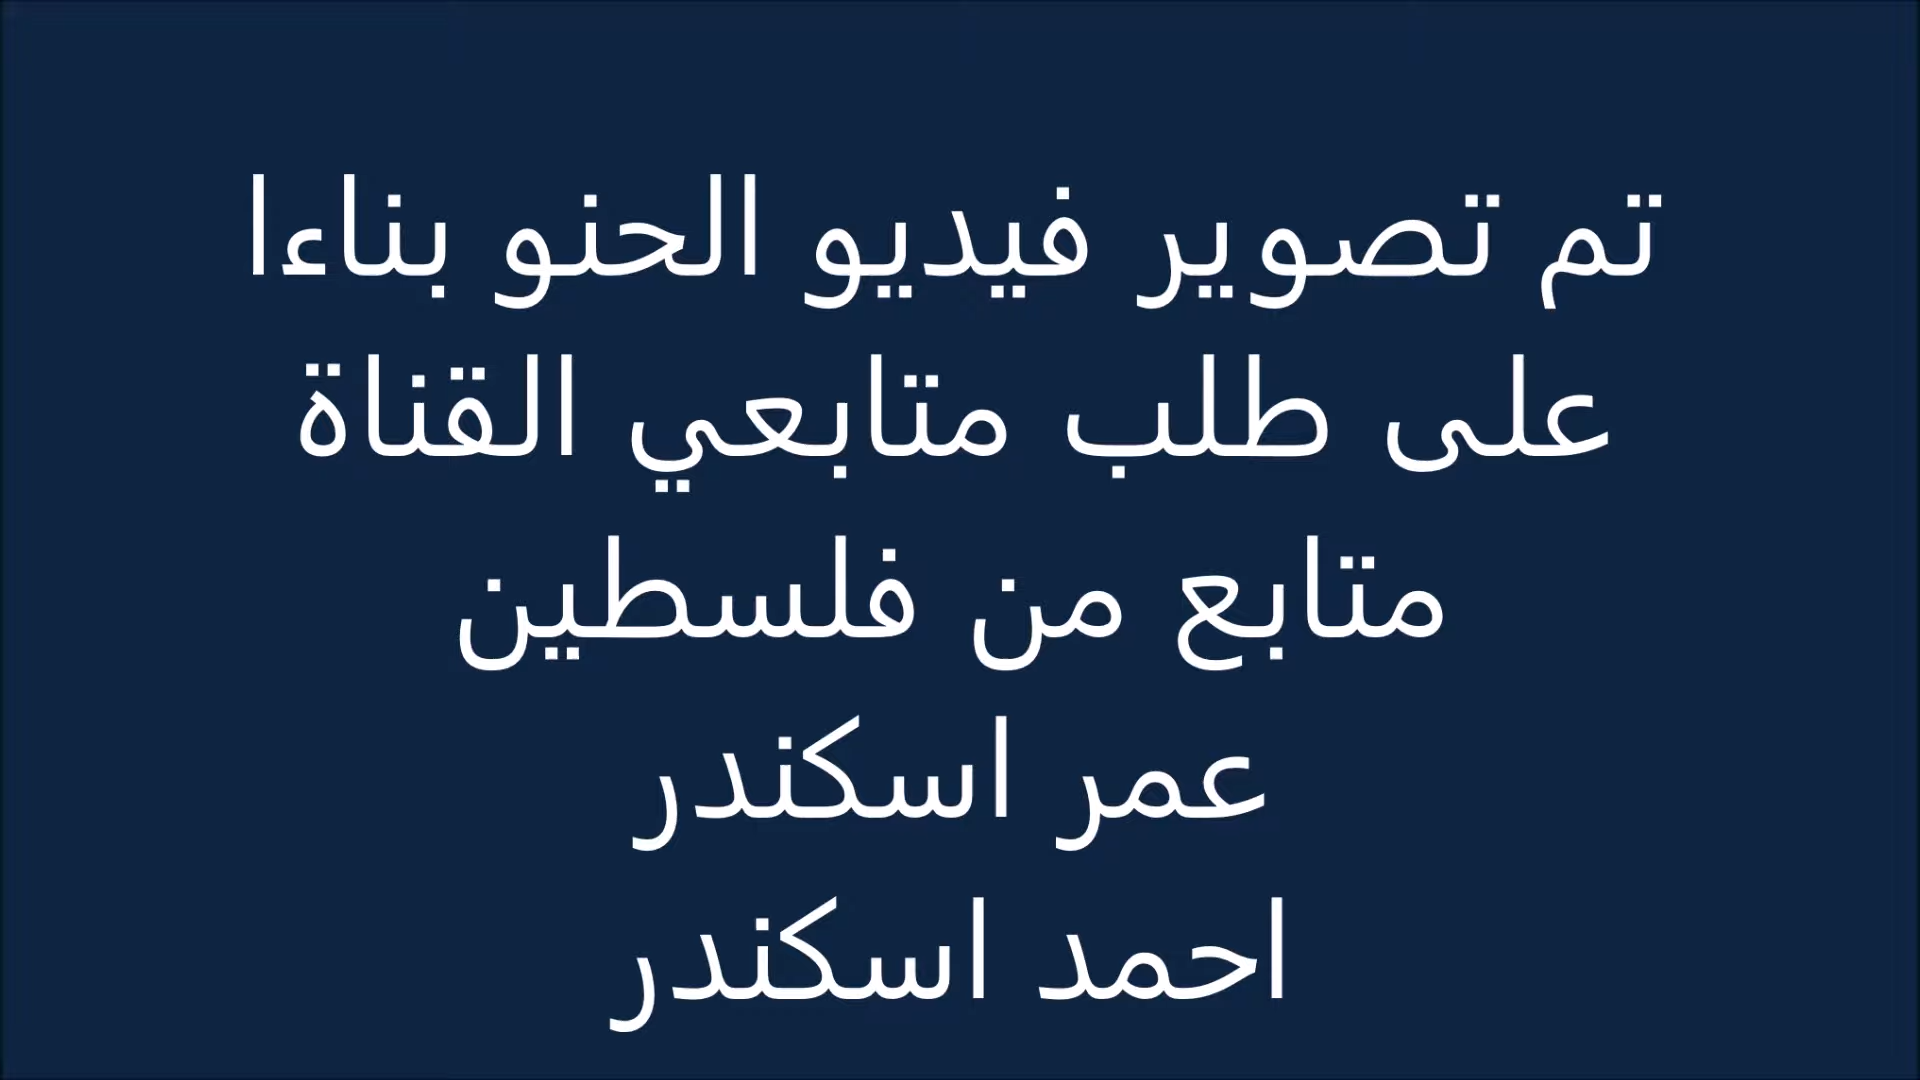 تم تصوير فيديو الحنو بناءا
على طلب متابعي القناة
متابع من فلسطين
عمر اسكندر
احمد اسكندر